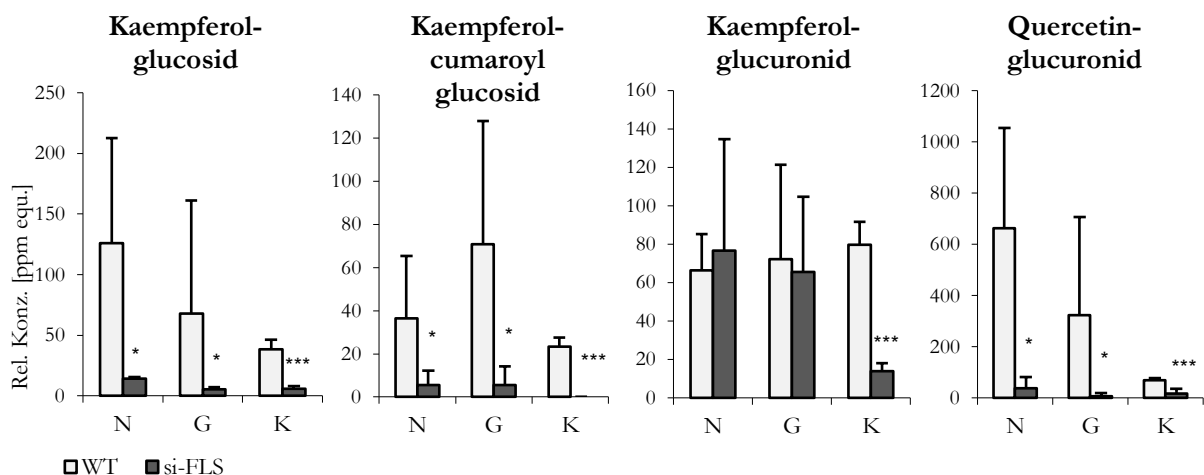 Kaempferol-
glucosid
Kaempferol-
cumaroyl
glucosid
Kaempferol-
glucuronid
Quercetin-
glucuronid
Rel. Konz. [ppm equ.]
250
200
150
100
50
0
*
*
***
N G K
140
120
100
80
60
40
20
0
*
*
***
N G K
160
140
120
100
80
60
40
20
0
***
N G K
1200
1000
800
600
400
200
0
*
*
***
N G K
WT si-FLS